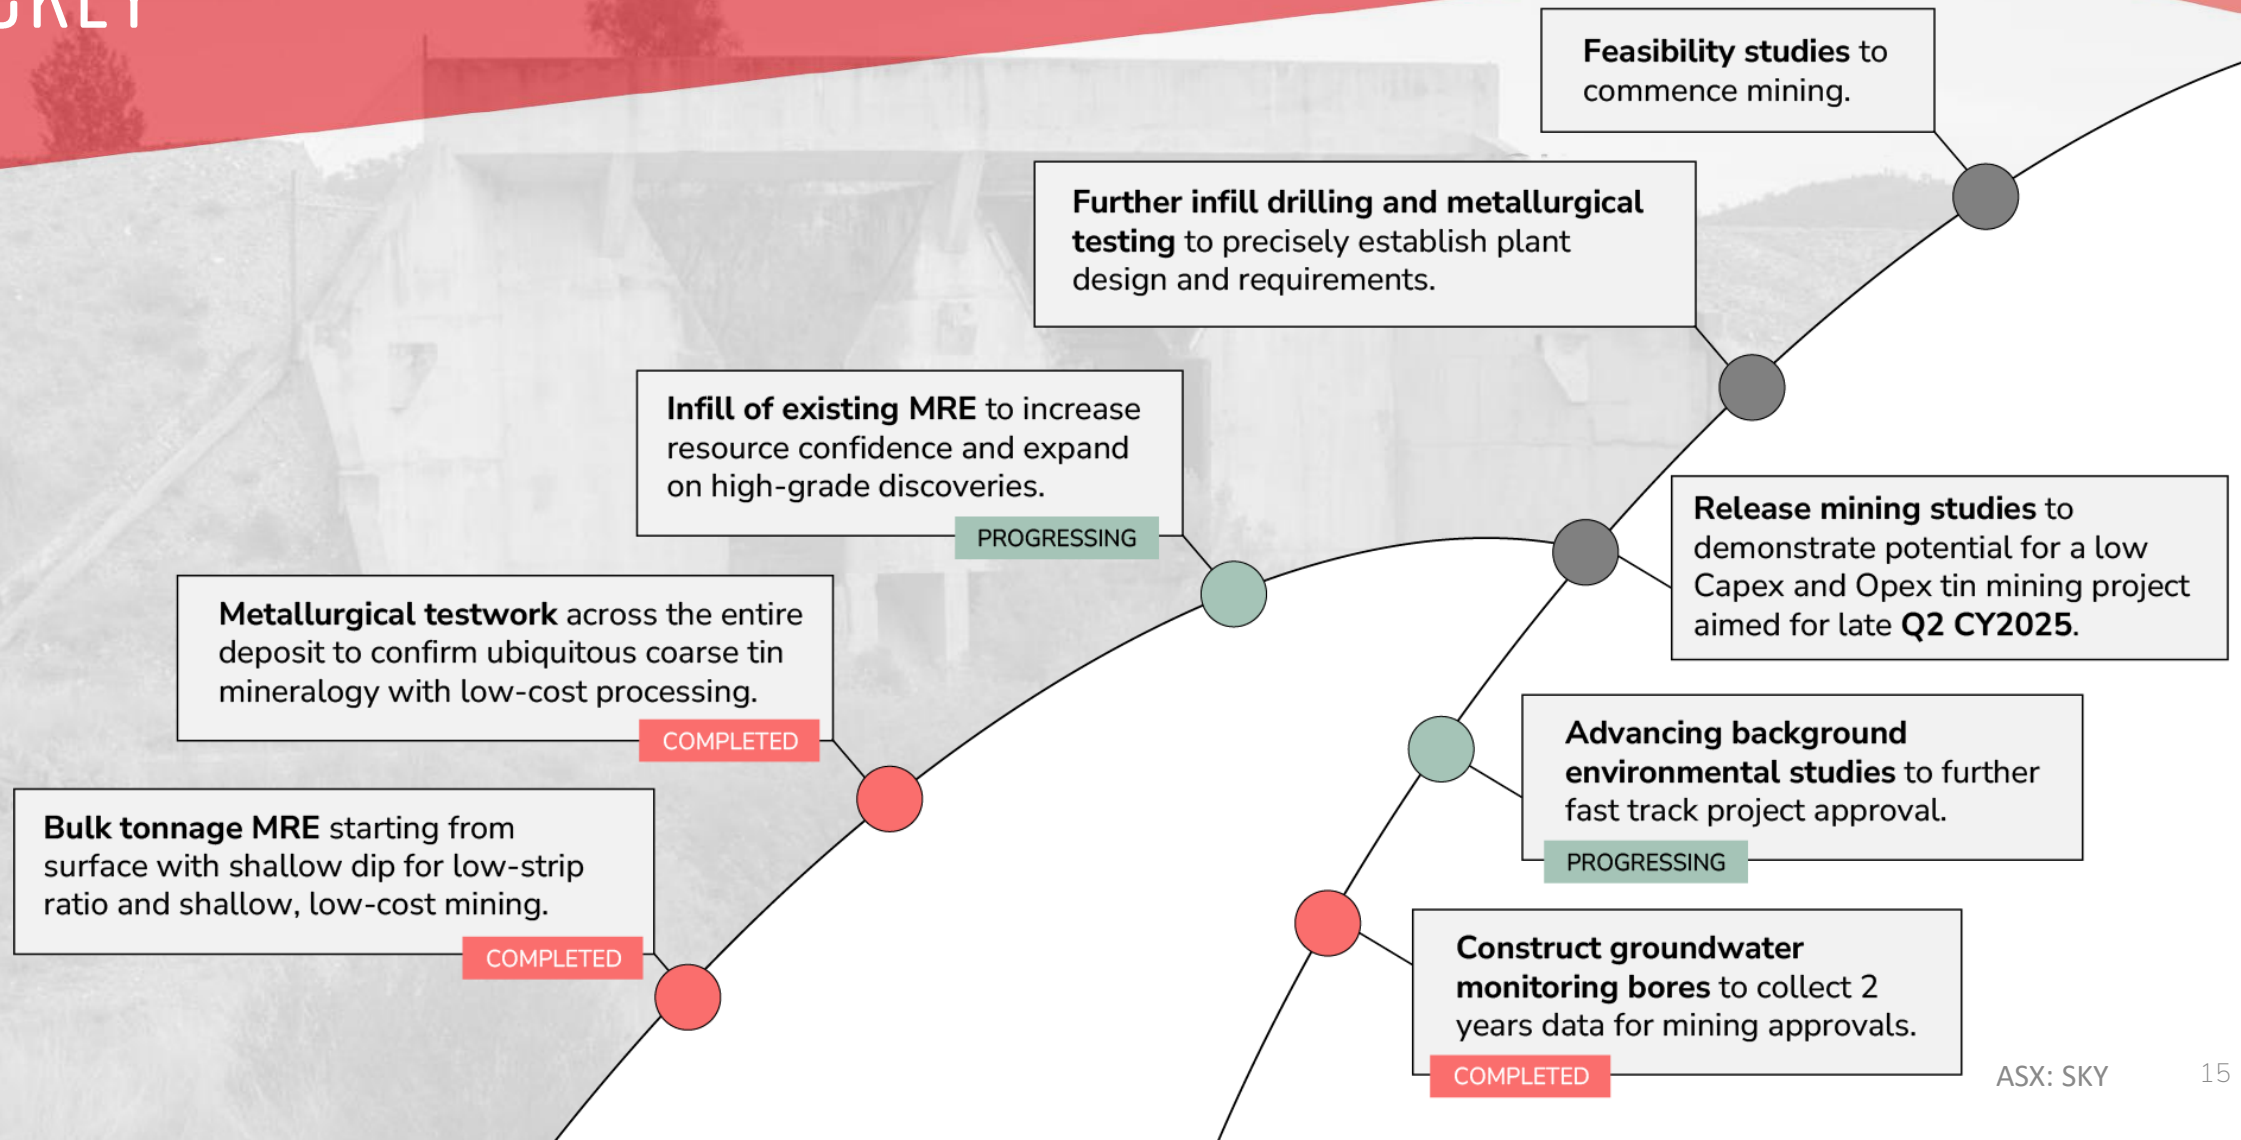 Feasibility studies to
commence mining.
Further infill drilling and metallurgical
testing to precisely establish plant
design and requirements.
Infill of existing MRE to increase
resource confidence and expand
on high-grade discoveries.
PROGRESSING
Release mining studies to
demonstrate potential for a low
Capex and Opex tin mining project
aimed for late Q2 CY2025.
Metallurgical testwork across the entire
deposit to confirm ubiquitous coarse tin
mineralogy with low-cost processing.
COMPLETED
Advancing background
environmental studies to further
fast track project approval.
PROGRESSING
Bulk tonnage MRE starting from
surface with shallow dip for low-strip
ratio and shallow, low-cost mining.
COMPLETED
Construct groundwater
monitoring bores to collect 2
years data for mining approvals.
COMPLETED
ASX: SKY
15